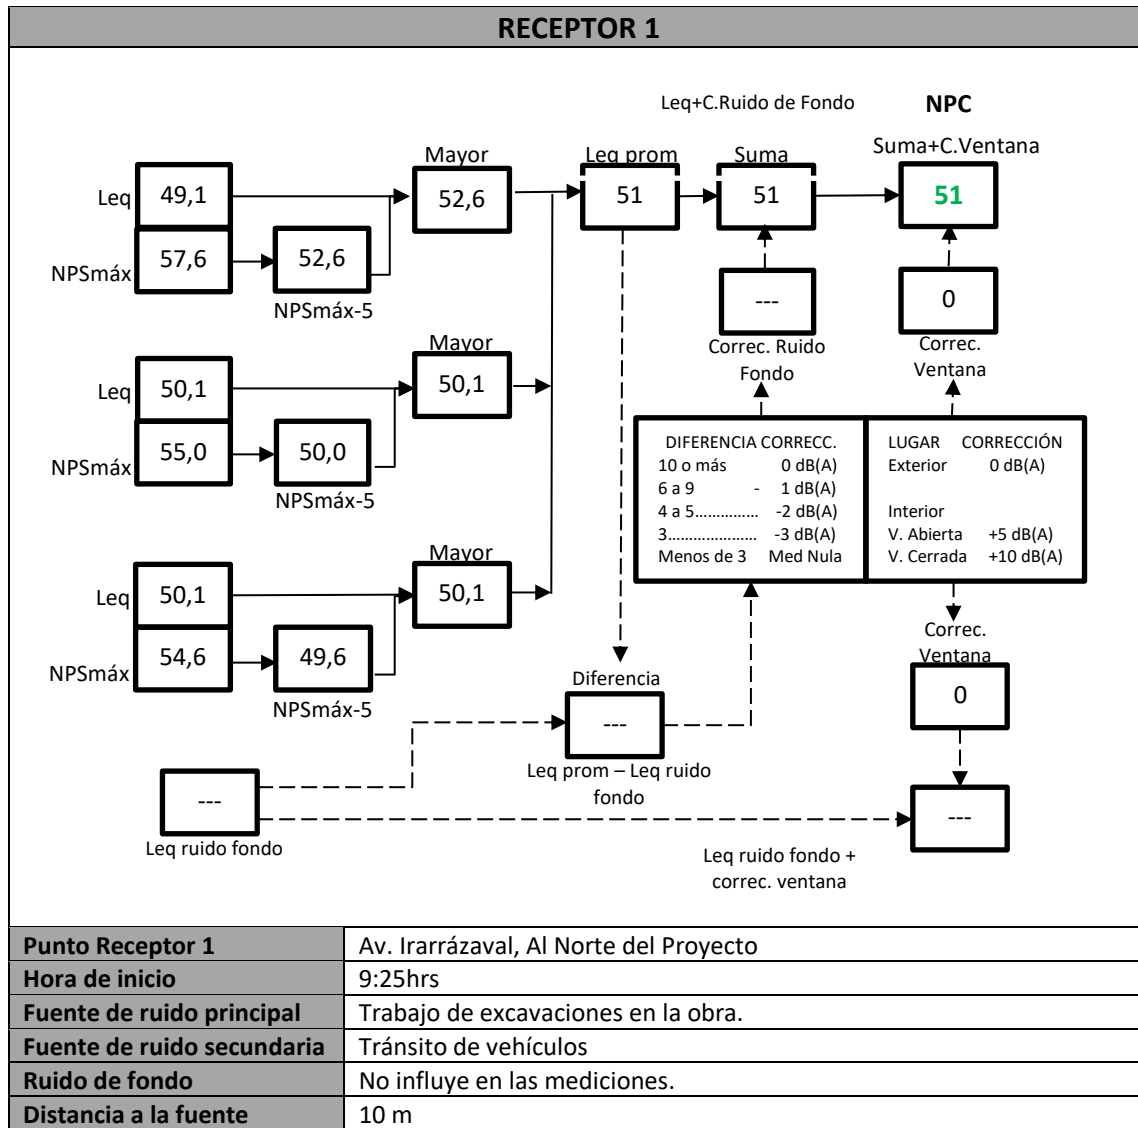 RECEPTOR 1
Leq+C.Ruido de Fondo
NPC
Mayor
Leq prom
Suma
Suma+C.Ventana
Leq
49,1
52,6
51
51
51
NPSmáx
57,6
52,6
NPSmáx-5
---
0
Correc. Ruido
Fondo
Correc.
Ventana
Mayor
Leq
50,1
50,1
NPSmáx
55,0
50,0
NPSmáx-5
DIFERENCIA CORRECC.
10 o más 0 dB(A)
6 a 9 - 1 dB(A)
4 a 5............... -2 dB(A)
3..................... -3 dB(A)
Menos de 3 Med Nula
LUGAR CORRECCIÓN
Exterior 0 dB(A)
Interior
V. Abierta +5 dB(A)
V. Cerrada +10 dB(A)
Mayor
Leq
50,1
50,1
NPSmáx
54,6
49,6
NPSmáx-5
Correc.
Ventana
0
Diferencia
---
Leq prom – Leq ruido
fondo
---
Leq ruido fondo
---
Leq ruido fondo +
correc. ventana
Punto Receptor 1 Av. Irarrázaval, Al Norte del Proyecto
Hora de inicio 9:25hrs
Fuente de ruido principal Trabajo de excavaciones en la obra.
Fuente de ruido secundaria Tránsito de vehículos
Ruido de fondo No influye en las mediciones.
Distancia a la fuente 10 m